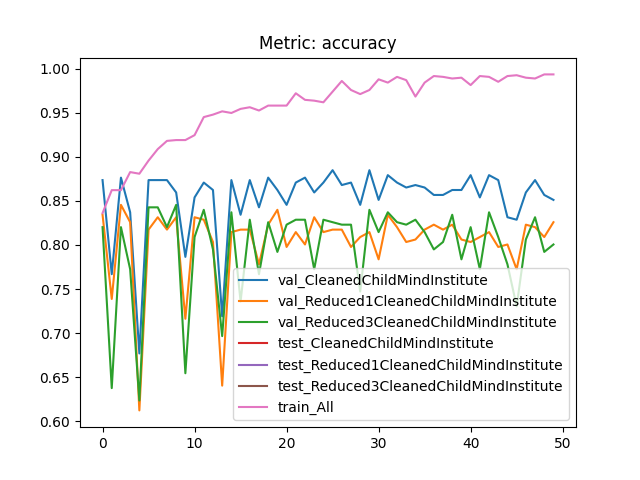 Metric: accuracy
1.00
0.95
0.90
0.85
0.80
0.75
0.70
0.65
0.60
val_CleanedChildMindInstitute
val_Reduced1CleanedChildMindInstitute
val_Reduced3CleanedChildMindInstitute
test_CleanedChildMindInstitute
test_Reduced1CleanedChildMindInstitute
test_Reduced3CleanedChildMindInstitute
train_All
0 10 20 30 40 50